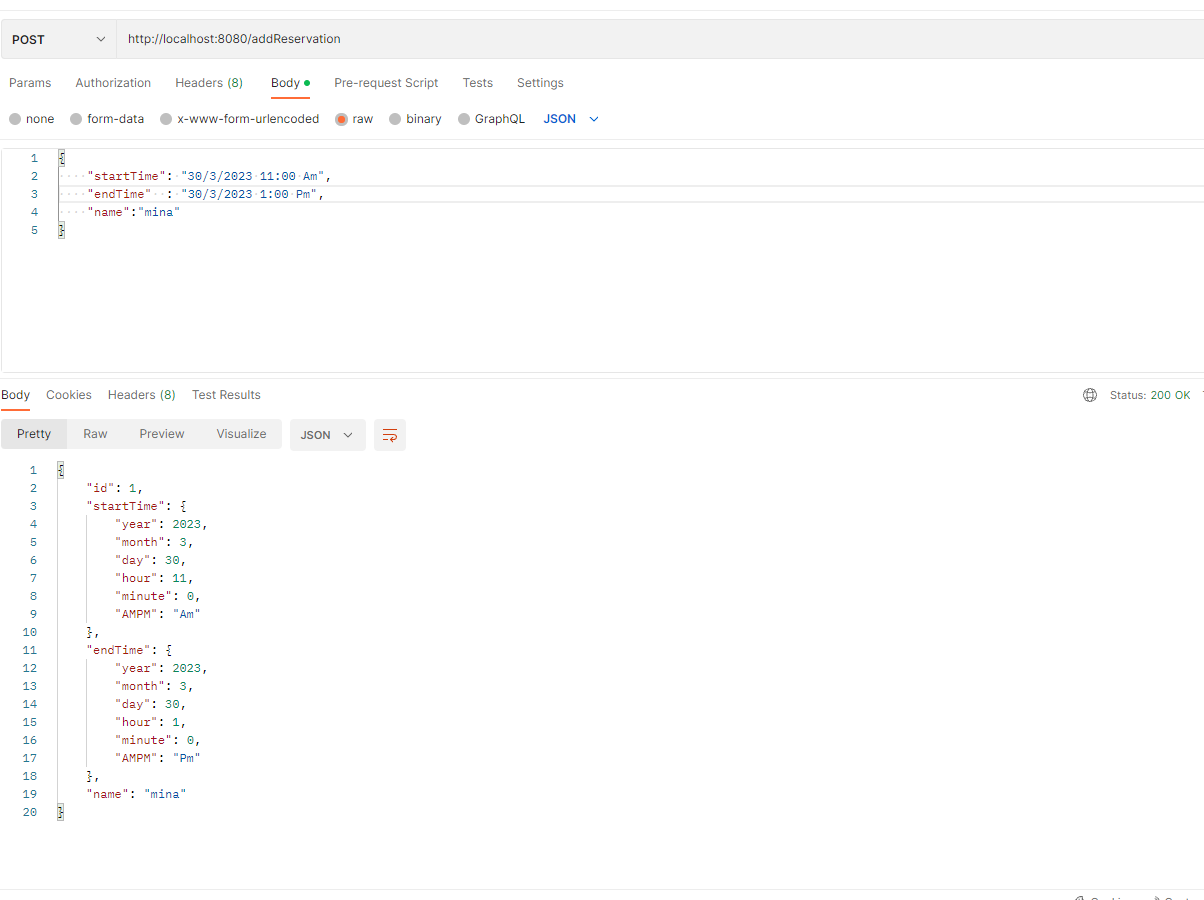 POST http://localhost:8080/addReservation
Params Authorization Headers (8) Body Pre-request Script Tests Settings
none form-data x-www-form-urlencoded raw binary GraphQL JSON
1 {
2 "startTime": "30/3/2023 11:00 Am",
3 "endTime" : "30/3/2023 1:00 Pm",
4 "name":"mina"
5 }
Body Cookies Headers (8) Test Results Status: 200 OK
Pretty Raw Preview Visualize JSON
1 {
2 "id": 1,
3 "startTime": {
4 "year": 2023,
5 "month": 3,
6 "day": 30,
7 "hour": 11,
8 "minute": 0,
9 "AMPM": "Am"
10 },
11 "endTime": {
12 "year": 2023,
13 "month": 3,
14 "day": 30,
15 "hour": 1,
16 "minute": 0,
17 "AMPM": "Pm"
18 },
19 "name": "mina"
20 }